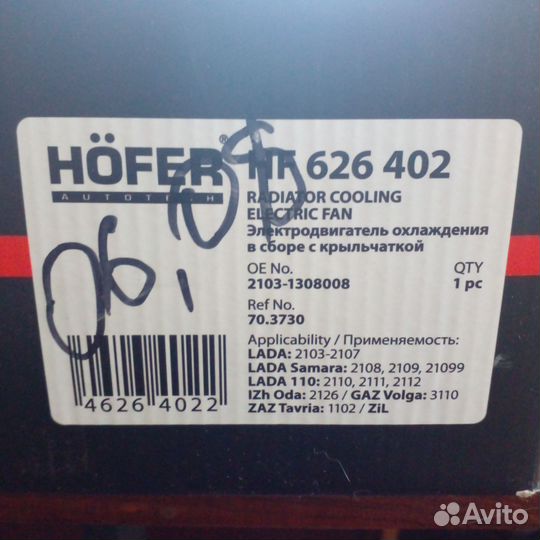 HÖFER®
AUTOTECH
HF 626 402
RADIATOR COOLING
ELECTRIC FAN
Электродвигатель охлаждения
в сборе с крыльчаткой
OE No. QTY
2103-1308008 1 pc
Ref No.
70.3730
Applicability / Применяемость:
LADA: 2103-2107
LADA Samara: 2108, 2109, 21099
LADA 110: 2110, 2111, 2112
IZh Oda: 2126 / GAZ Volga: 3110
ZAZ Tavria: 1102 / ZiL
46264022
Avito